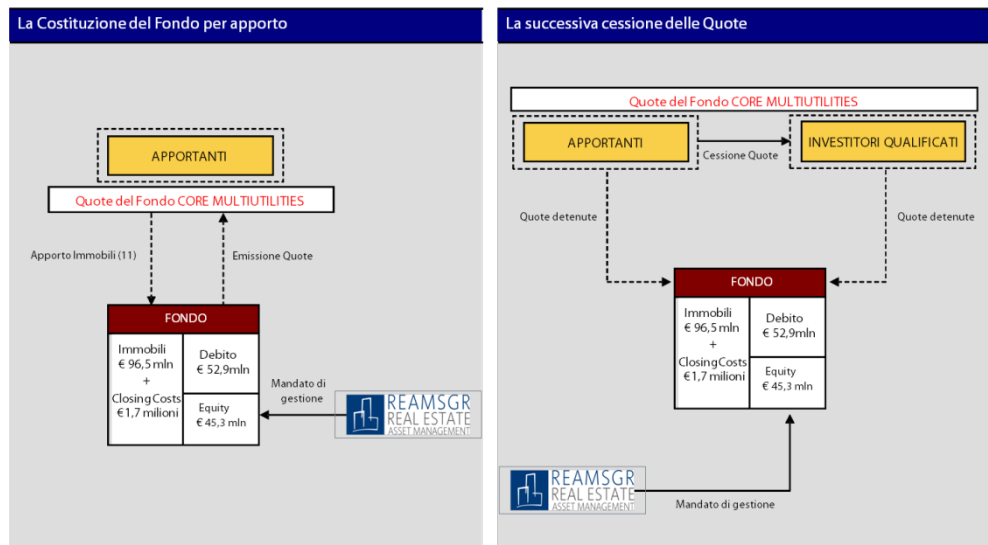 La Costituzione del Fondo per apporto
APPORTANTI
Quote del Fondo CORE MULTIUTILITIES
Apporto Immobili (11)
Emissione Quote
FONDO
Immobili
€ 96,5 mln
+
Closing Costs
€ 1,7 milioni
Debito
€ 52,9mln
Equity
€ 45,3 mln
Mandato di
gestione
REAMSGR
REAL ESTATE
ASSET MANAGEMENT
La successiva cessione delle Quote
Quote del Fondo CORE MULTIUTILITIES
APPORTANTI
Cessione Quote
INVESTITORI QUALIFICATI
Quote detenute
Quote detenute
FONDO
Immobili
€ 96,5 mln
+
Closing Costs
€ 1,7 milioni
Debito
€ 52,9mln
Equity
€ 45,3 mln
REAMSGR
REAL ESTATE
ASSET MANAGEMENT
Mandato di gestione